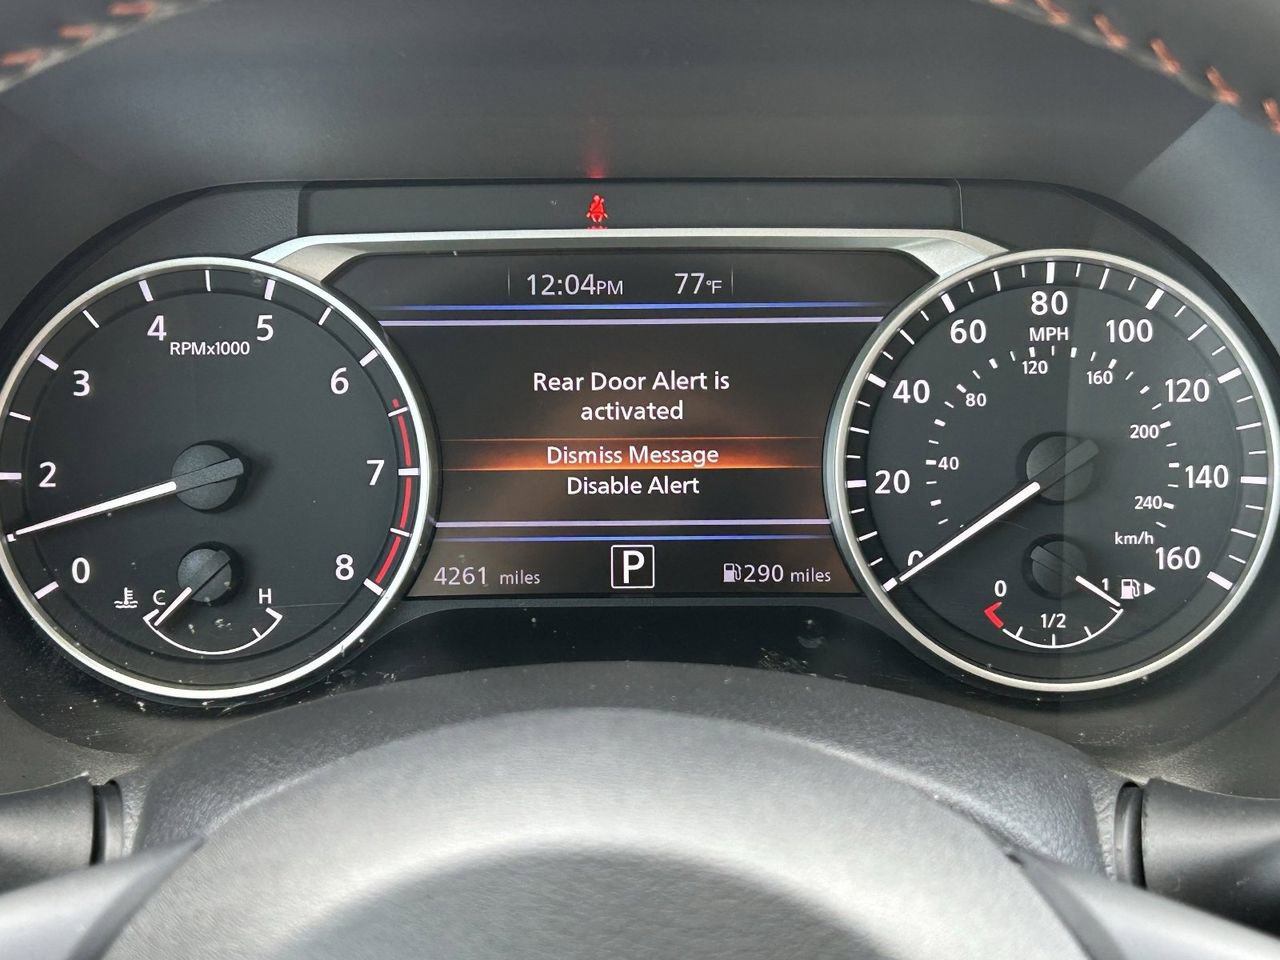 12:04PM 77°F
Rear Door Alert is
activated
Dismiss Message
Disable Alert
4261 miles P 290 miles
0 2 3 4 5 6 7 8
RPMx1000
C H
0 20 40 60 80 100 120 140 160
MPH
40 80 120 160 200 240
km/h
0 1/2 1